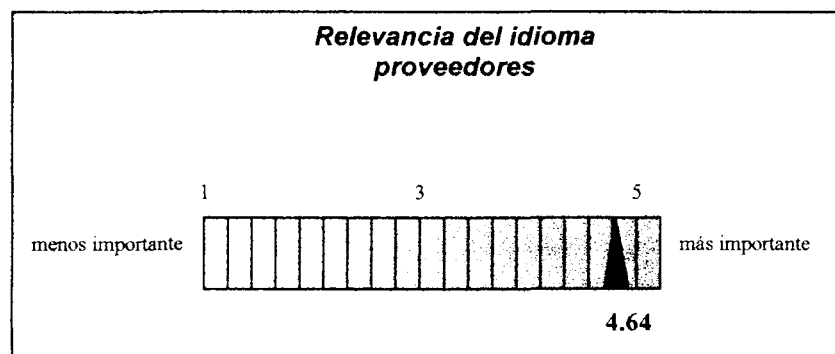 Relevancia del idioma
proveedores
1 3 5
menos importante más importante
4.64